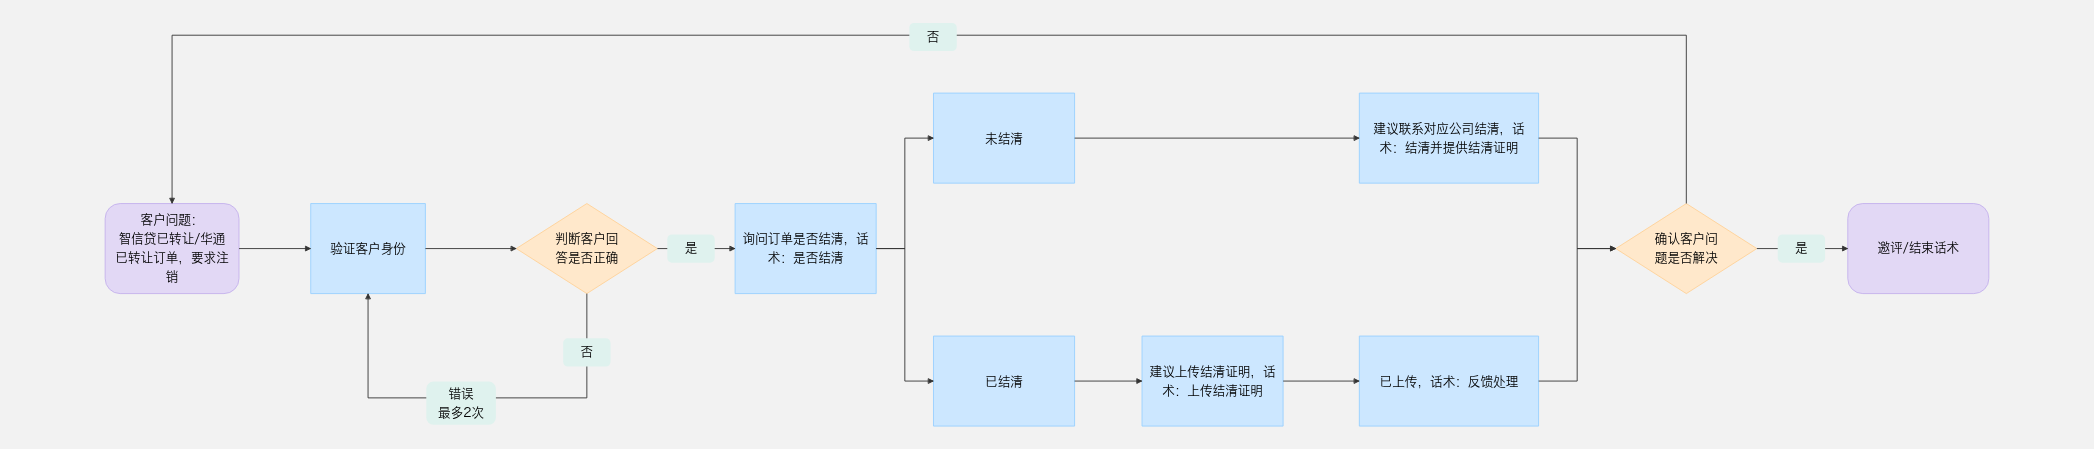 否
未结清
建议联系对应公司结清，话
术：结清并提供结清证明
客户问题：
智信贷已转让/华通
已转让订单，要求注
销
验证客户身份
判断客户回
答是否正确
是
询问订单是否结清，话
术：是否结清
确认客户问
题是否解决
是
邀评/结束话术
否
错误
最多2次
已结清
建议上传结清证明，话
术：上传结清证明
已上传，话术：反馈处理